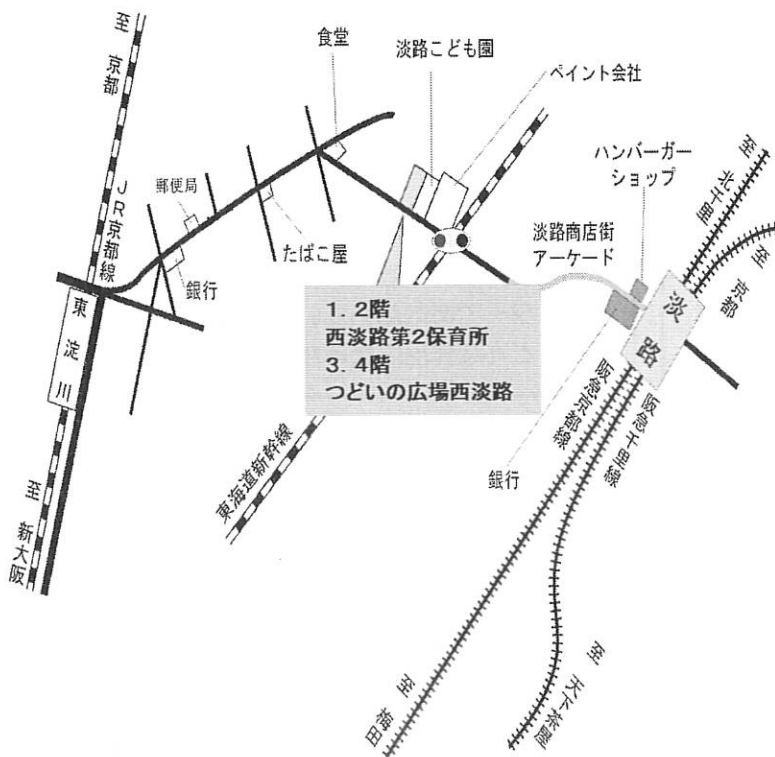 至 京都
JR京都線
東淀川
至 新大阪
郵便局
銀行
たばこ屋
食堂
淡路こども園
ペイント会社
ハンバーガー
ショップ
淡路商店街
アーケード
至 北千里
至 京都
淡路
1．2階
西淡路第2保育所
3．4階
つどいの広場西淡路
東海道新幹線
銀行
阪急京都線
阪急千里線
至 梅田
至 天下茶屋